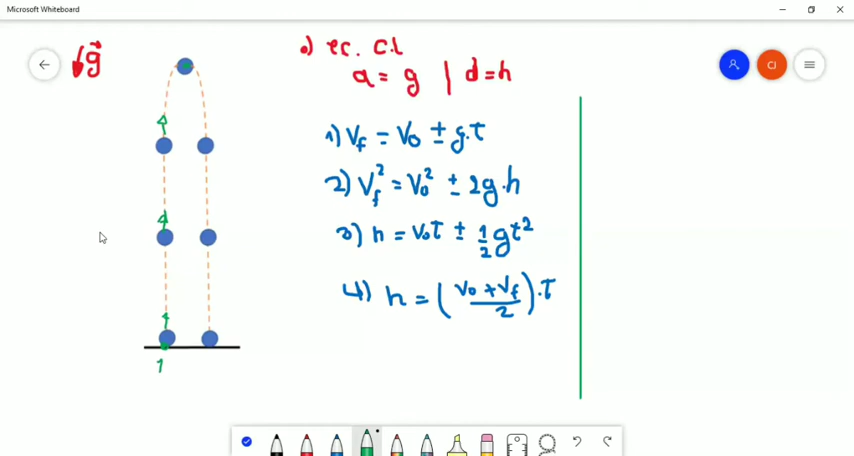 Microsoft Whiteboard
CJ
g⃗
•) ec. c.l
a = g | d = h
1) Vf = Vo ± g.t
2) Vf² = Vo² ± 2g.h
3) h = Vot ± 1/2 gt²
4) h = (Vo + Vf / 2).t
1